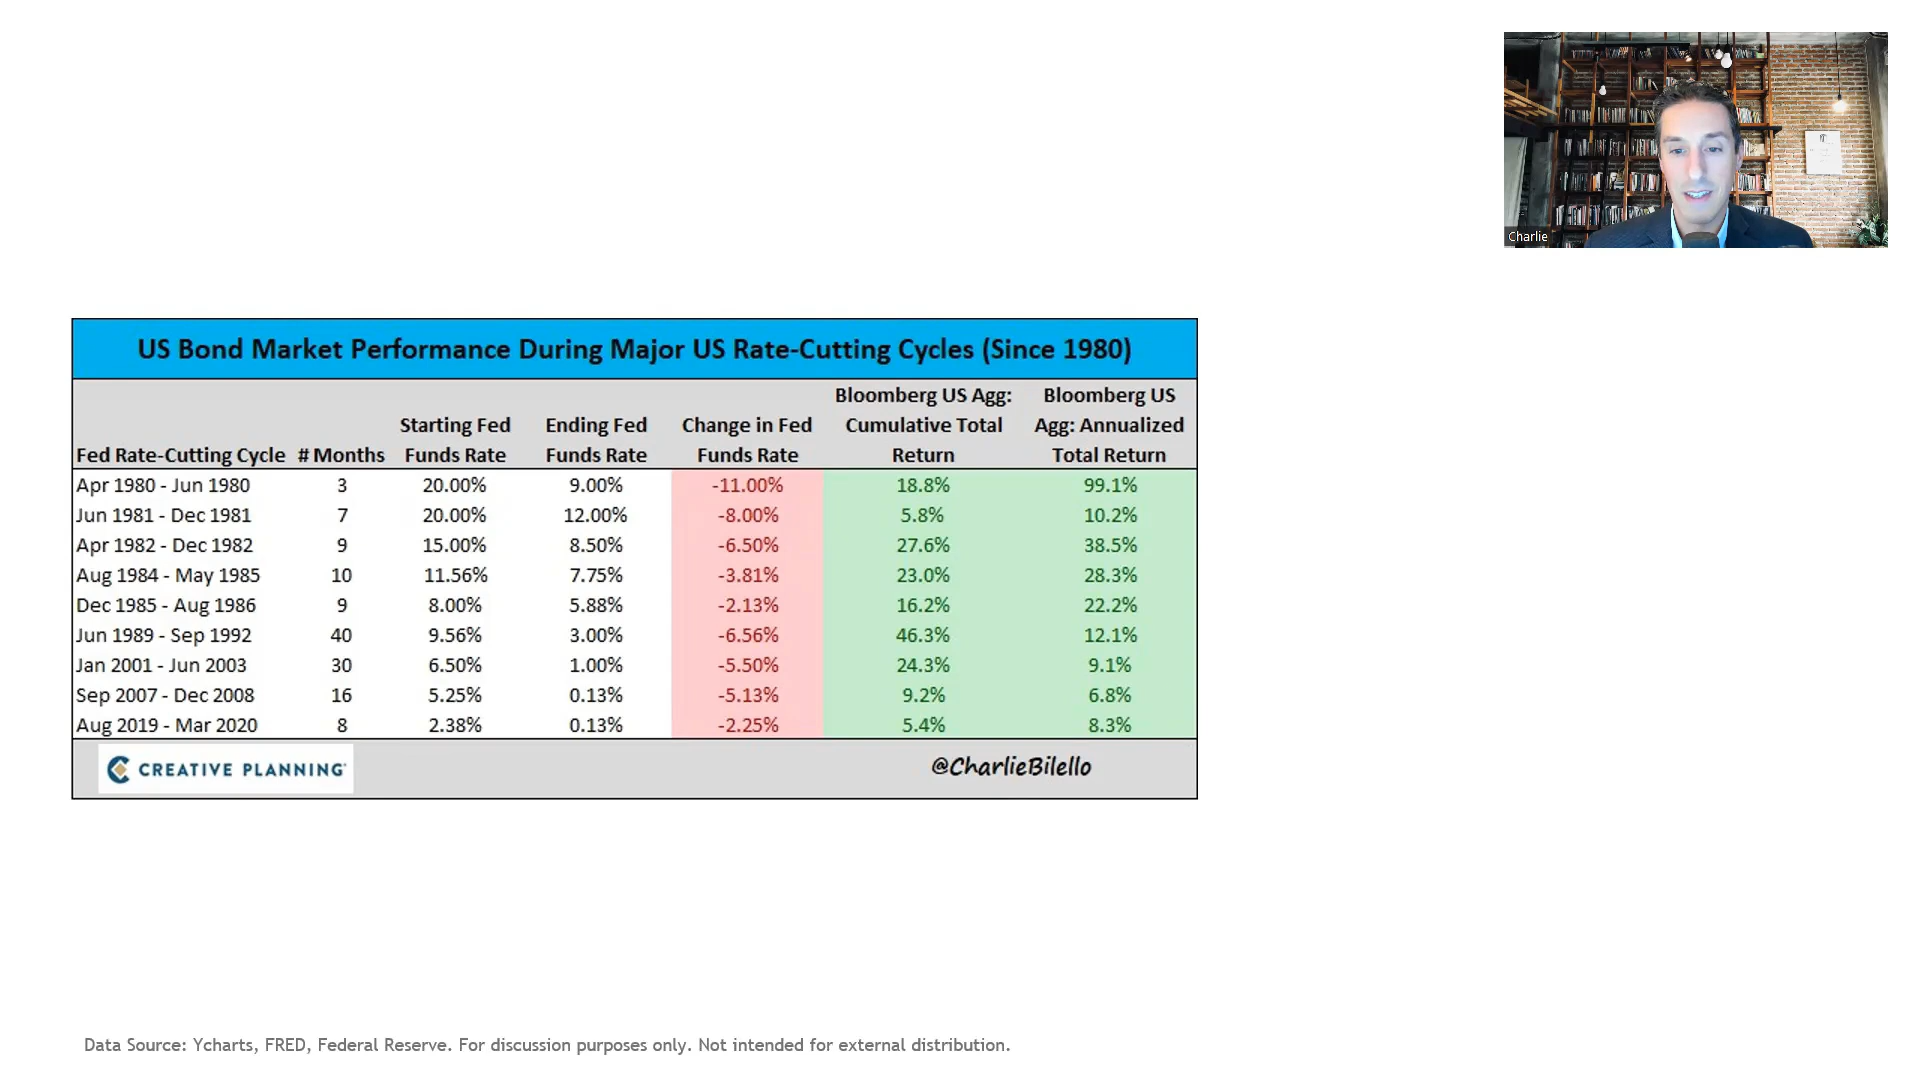 Charlie
US Bond Market Performance During Major US Rate-Cutting Cycles (Since 1980)
Fed Rate-Cutting Cycle # Months Starting Fed Funds Rate Ending Fed Funds Rate Change in Fed Funds Rate Bloomberg US Agg: Cumulative Total Return Bloomberg US Agg: Annualized Total Return
Apr 1980 - Jun 1980 3 20.00% 9.00% -11.00% 18.8% 99.1%
Jun 1981 - Dec 1981 7 20.00% 12.00% -8.00% 5.8% 10.2%
Apr 1982 - Dec 1982 9 15.00% 8.50% -6.50% 27.6% 38.5%
Aug 1984 - May 1985 10 11.56% 7.75% -3.81% 23.0% 28.3%
Dec 1985 - Aug 1986 9 8.00% 5.88% -2.13% 16.2% 22.2%
Jun 1989 - Sep 1992 40 9.56% 3.00% -6.56% 46.3% 12.1%
Jan 2001 - Jun 2003 30 6.50% 1.00% -5.50% 24.3% 9.1%
Sep 2007 - Dec 2008 16 5.25% 0.13% -5.13% 9.2% 6.8%
Aug 2019 - Mar 2020 8 2.38% 0.13% -2.25% 5.4% 8.3%
CREATIVE PLANNING
@CharlieBilello
Data Source: Ycharts, FRED, Federal Reserve. For discussion purposes only. Not intended for external distribution.